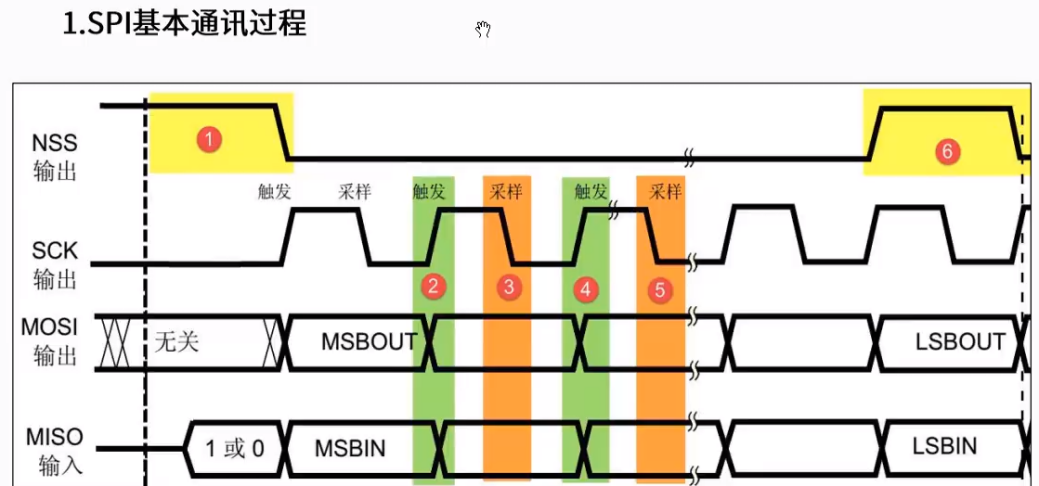 1.SPI基本通讯过程
NSS
输出
1
6
触发 采样 触发 采样 触发 采样
SCK
输出
2 3 4 5
MOSI
输出
无关 MSBOUT LSBOUT
MISO
输入
1 或 0 MSBIN LSBIN